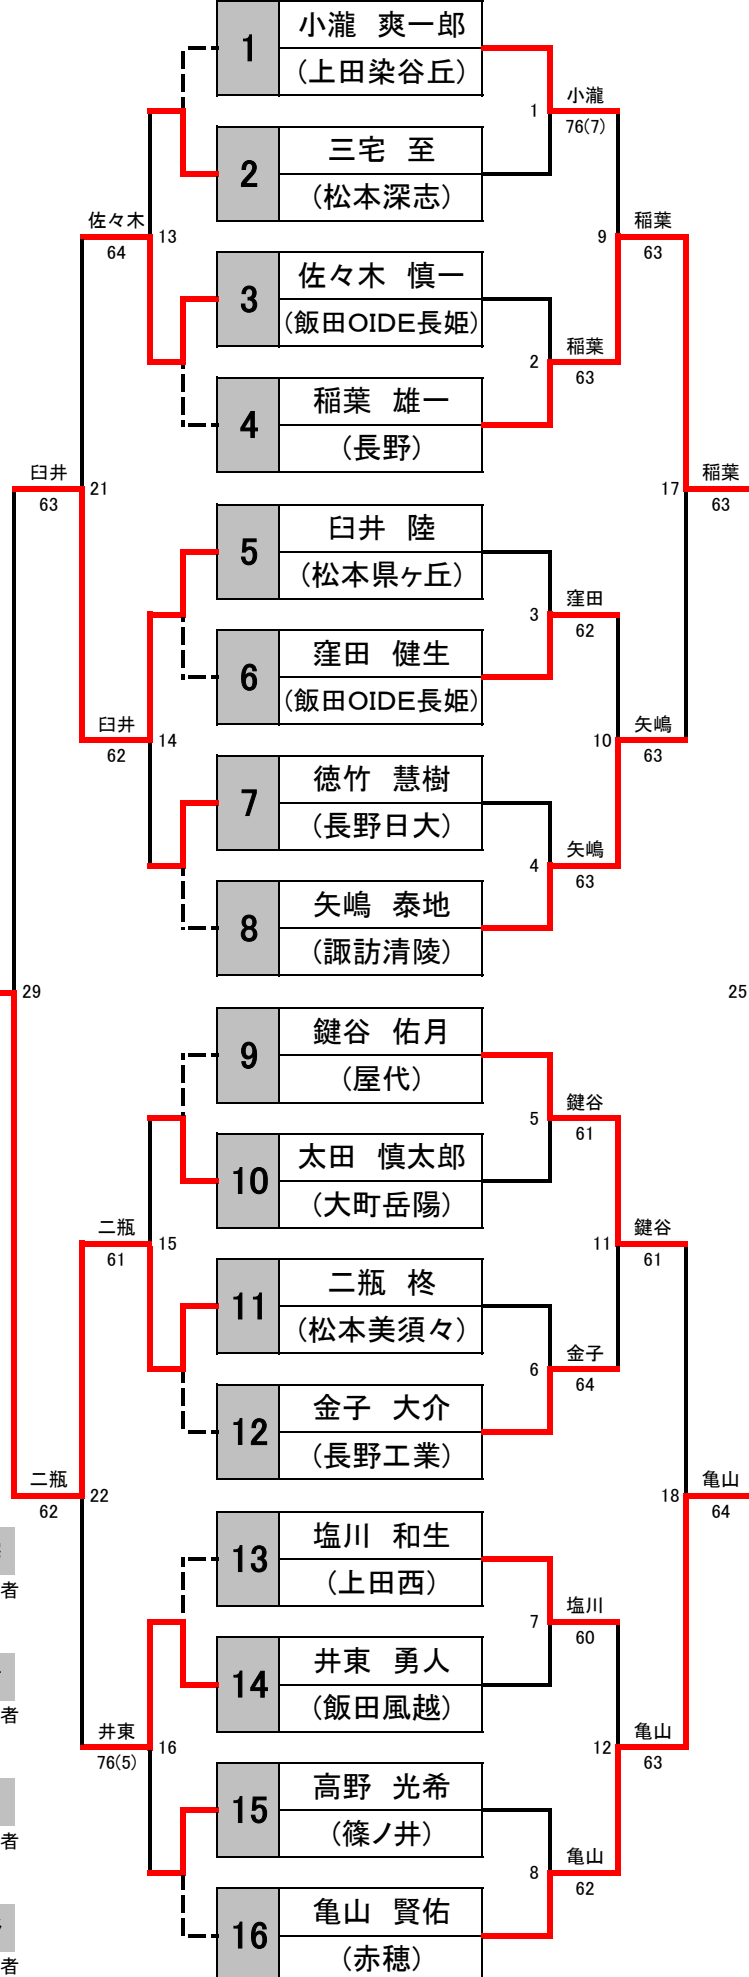 1
小瀧 爽一郎
(上田染谷丘)
小瀧
1
76(7)
2
三宅 至
(松本深志)
佐々木
13
64
9
稲葉
63
3
佐々木 慎一
(飯田OIDE長姫)
2
稲葉
63
4
稲葉 雄一
(長野)
臼井
21
63
17
稲葉
63
5
臼井 陸
(松本県ヶ丘)
3
窪田
62
6
窪田 健生
(飯田OIDE長姫)
臼井
14
62
10
矢嶋
63
7
徳竹 慧樹
(長野日大)
4
矢嶋
63
8
矢嶋 泰地
(諏訪清陵)
29
25
9
鍵谷 佑月
(屋代)
5
鍵谷
61
10
太田 慎太郎
(大町岳陽)
二瓶
15
61
11
鍵谷
61
11
二瓶 柊
(松本美須々)
6
金子
64
12
金子 大介
(長野工業)
二瓶
22
62
18
亀山
64
13
塩川 和生
(上田西)
者
7
塩川
60
14
井東 勇人
(飯田風越)
者
井東
16
76(5)
12
亀山
63
15
高野 光希
(篠ノ井)
者
8
亀山
62
16
亀山 賢佑
(赤穂)
者